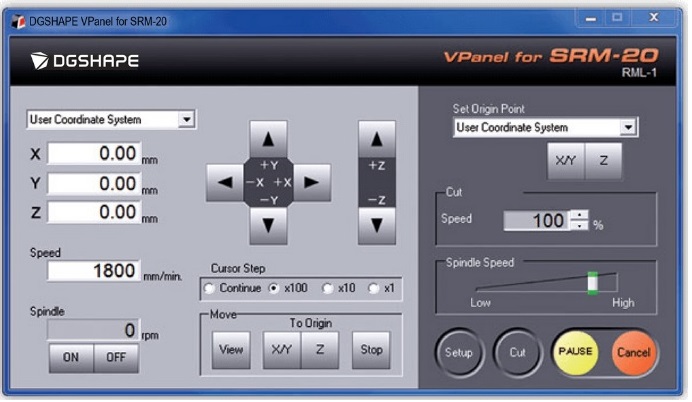 DGSHAPE VPanel for SRM-20
DGSHAPE
VPanel for SRM-20
RML-1
User Coordinate System
X 0.00 mm
Y 0.00 mm
Z 0.00 mm
Speed
1800 mm/min.
Spindle
0 rpm
ON OFF
+Y
-X +X
-Y
+Z
-Z
Cursor Step
Continue x100 x10 x1
Move
To Origin
View X/Y Z Stop
Set Origin Point
User Coordinate System
X/Y Z
Cut
Speed 100 %
Spindle Speed
Low High
Setup Cut PAUSE Cancel